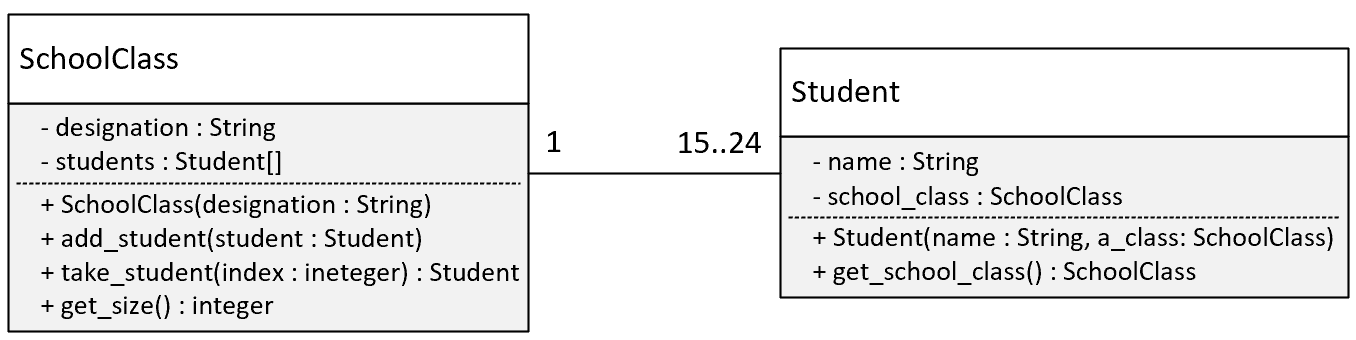 SchoolClass
- designation : String
- students : Student[]
+ SchoolClass(designation : String)
+ add_student(student : Student)
+ take_student(index : ineteger) : Student
+ get_size() : integer
1
15..24
Student
- name : String
- school_class : SchoolClass
+ Student(name : String, a_class: SchoolClass)
+ get_school_class() : SchoolClass